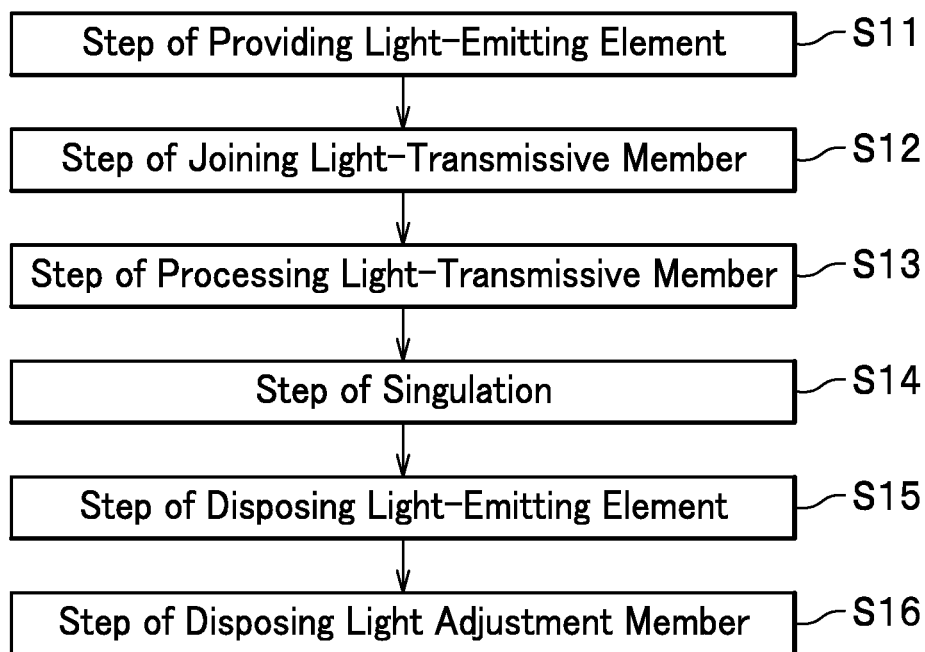 Step of Providing Light-Emitting Element S11
Step of Joining Light-Transmissive Member S12
Step of Processing Light-Transmissive Member S13
Step of Singulation S14
Step of Disposing Light-Emitting Element S15
Step of Disposing Light Adjustment Member S16